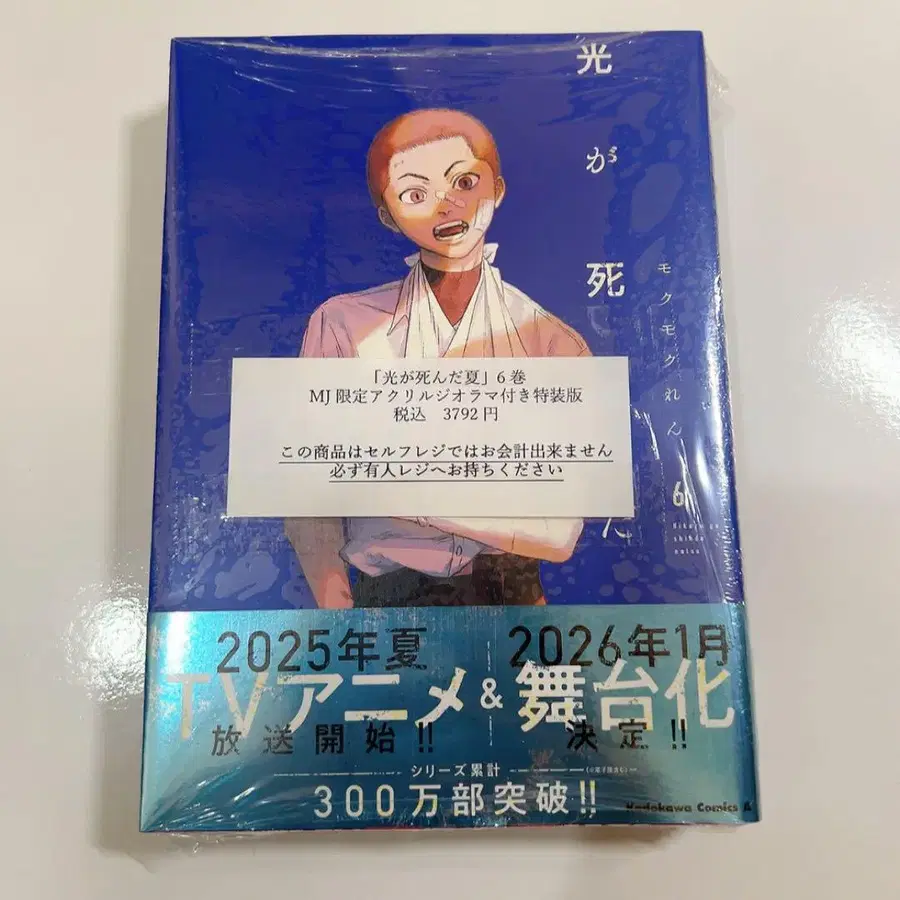 光が死 た
モクモクれん
6
「光が死んだ夏」6巻
MJ限定アクリルジオラマ付き特装版
税込　3792円
この商品はセルフレジではお会計出来ません
必ず有人レジへお持ちください
2025年夏
TVアニメ
放送開始!!
&
2026年1月
舞台化
決定!!
シリーズ累計
300万部突破!!
Kadokawa Comics A